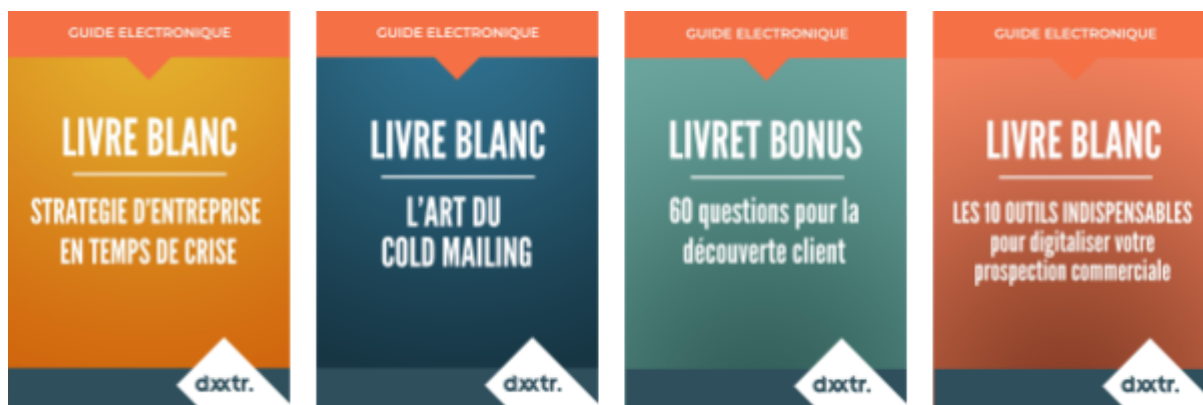 GUIDE ELECTRONIQUE
LIVRE BLANC
STRATEGIE D'ENTREPRISE
EN TEMPS DE CRISE
dxxtr.
GUIDE ELECTRONIQUE
LIVRE BLANC
L'ART DU
COLD MAILING
dxxtr.
GUIDE ELECTRONIQUE
LIVRET BONUS
60 questions pour la
découverte client
dxxtr.
GUIDE ELECTRONIQUE
LIVRE BLANC
LES 10 OUTILS INDISPENSABLES
pour digitaliser votre
prospection commerciale
dxxtr.